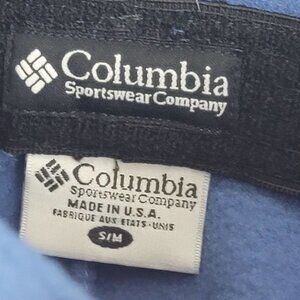 Columbia
Sportswear Company
Columbia
Sportswear Company
MADE IN U.S.A.
FABRIQUE AUX ETATS-UNIS
S/M